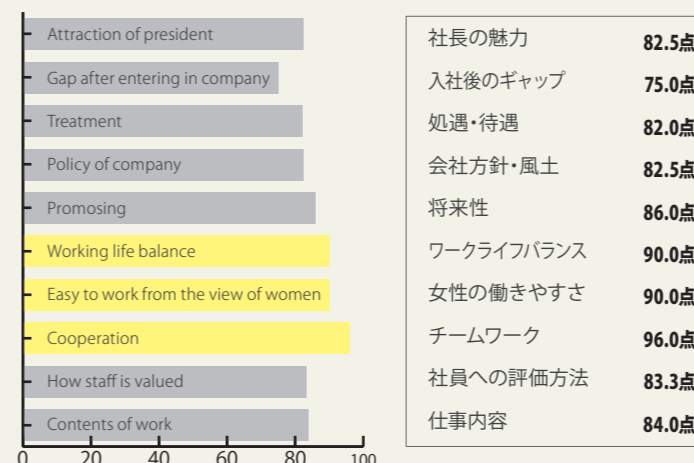 Attraction of president
Gap after entering in company
Treatment
Policy of company
Promosing
Working life balance
Easy to work from the view of women
Cooperation
How staff is valued
Contents of work
0 20 40 60 80 100
社長の魅力 82.5点
入社後のギャップ 75.0点
処遇・待遇 82.0点
会社方針・風土 82.5点
将来性 86.0点
ワークライフバランス 90.0点
女性の働きやすさ 90.0点
チームワーク 96.0点
社員への評価方法 83.3点
仕事内容 84.0点